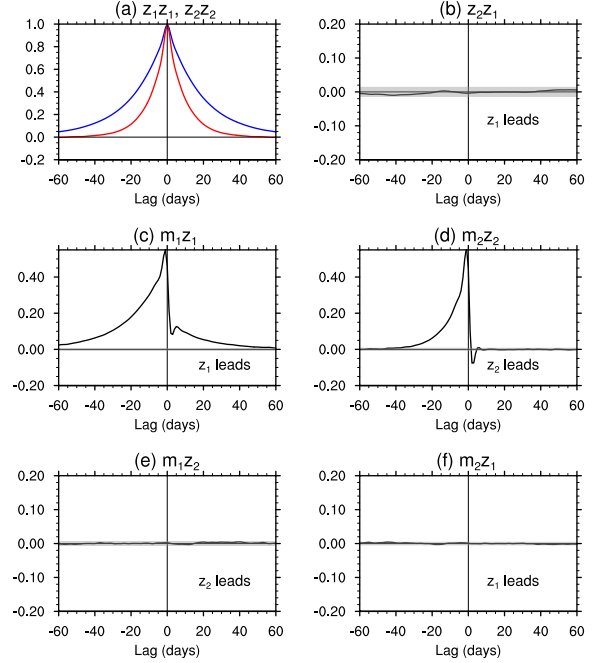 (a) z₁z₁, z₂z₂
1.0
0.8
0.6
0.4
0.2
0.0
-0.2
-60 -40 -20 0 20 40 60
Lag (days)
(b) z₂z₁
0.20
0.10
0.00
-0.10
-0.20
z₁ leads
-60 -40 -20 0 20 40 60
Lag (days)
(c) m₁z₁
0.40
0.20
0.00
-0.20
z₁ leads
-60 -40 -20 0 20 40 60
Lag (days)
(d) m₂z₂
0.40
0.20
0.00
-0.20
z₂ leads
-60 -40 -20 0 20 40 60
Lag (days)
(e) m₁z₂
0.20
0.10
0.00
-0.10
-0.20
z₂ leads
-60 -40 -20 0 20 40 60
Lag (days)
(f) m₂z₁
0.20
0.10
0.00
-0.10
-0.20
z₁ leads
-60 -40 -20 0 20 40 60
Lag (days)